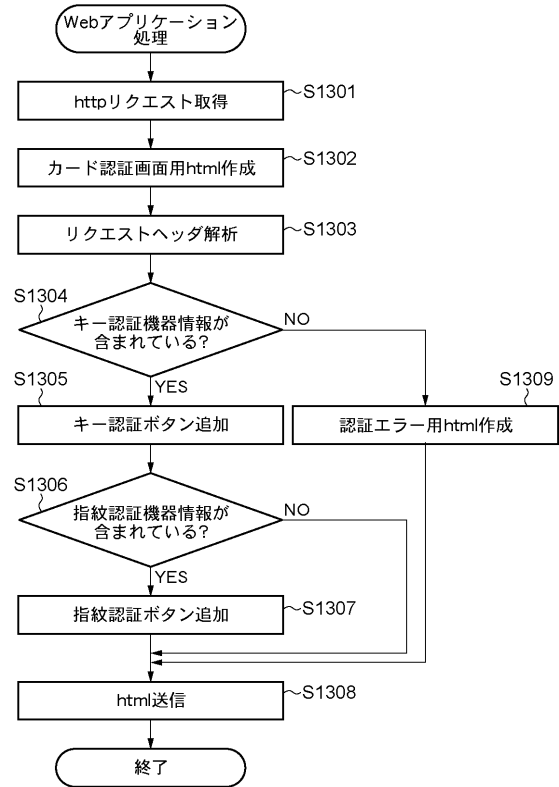 Webアプリケーション
処理
httpリクエスト取得
S1301
カード認証画面用html作成
S1302
リクエストヘッダ解析
S1303
S1304
キー認証機器情報が
含まれている?
NO
YES
S1305
キー認証ボタン追加
S1309
認証エラー用html作成
S1306
指紋認証機器情報が
含まれている?
NO
YES
指紋認証ボタン追加
S1307
html送信
S1308
終了